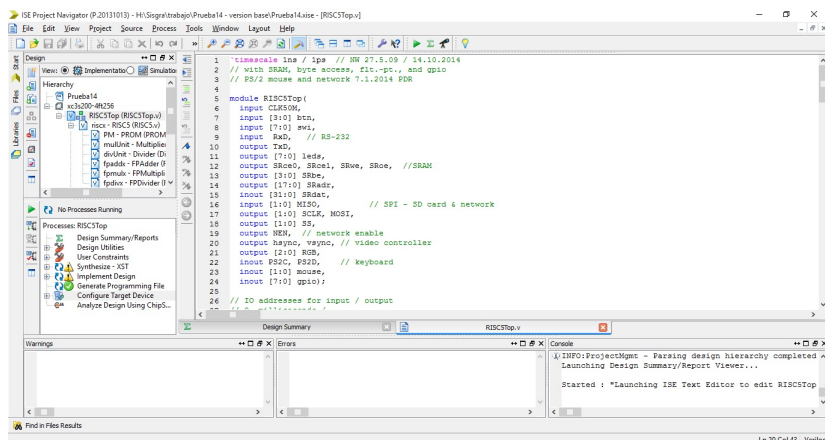 ISE Project Navigator (P.20131013) - H:\Sisgra\trabajo\Prueba14 - version base\Prueba14.xise - [RISC5Top.v]
File Edit View Project Source Process Tools Window Layout Help
Design
View: Implementatio Simulation
Hierarchy
Prueba14
xc3s200-4ft256
RISC5Top (RISC5Top.v)
riscx - RISC5 (RISC5.v)
PM - PROM (PROM
mulUnit - Multiplier
divUnit - Divider (Di
fpaddx - FPAdder (F
fpmulx - FPMultipli
fpdivx - FPDivider (F
No Processes Running
Processes: RISC5Top
Design Summary/Reports
Design Utilities
User Constraints
Synthesize - XST
Implement Design
Generate Programming File
Configure Target Device
Analyze Design Using ChipS...
Start
Design
Files
Libraries
1 `timescale 1ns / 1ps // NW 27.5.09 / 14.10.2014
2 // with SRAM, byte access, flt.-pt., and gpio
3 // PS/2 mouse and network 7.1.2014 PDR
4
5 module RISC5Top(
6 input CLK50M,
7 input [3:0] btn,
8 input [7:0] swi,
9 input RxD, // RS-232
10 output TxD,
11 output [7:0] leds,
12 output SRce0, SRce1, SRwe, SRoe, //SRAM
13 output [3:0] SRbe,
14 output [17:0] SRadr,
15 inout [31:0] SRdat,
16 input [1:0] MISO, // SPI - SD card & network
17 output [1:0] SCLK, MOSI,
18 output [1:0] SS,
19 output NEN, // network enable
20 output hsync, vsync, // video controller
21 output [2:0] RGB,
22 input PS2C, PS2D, // keyboard
23 inout [1:0] mouse,
24 inout [7:0] gpio);
25
26 // IO addresses for input / output
Design Summary
RISC5Top.v
Warnings
Errors
Console
INFO:ProjectMgmt - Parsing design hierarchy completed
Launching Design Summary/Report Viewer...
Started : "Launching ISE Text Editor to edit RISC5Top
Find in Files Results
Ln 20 Col 43